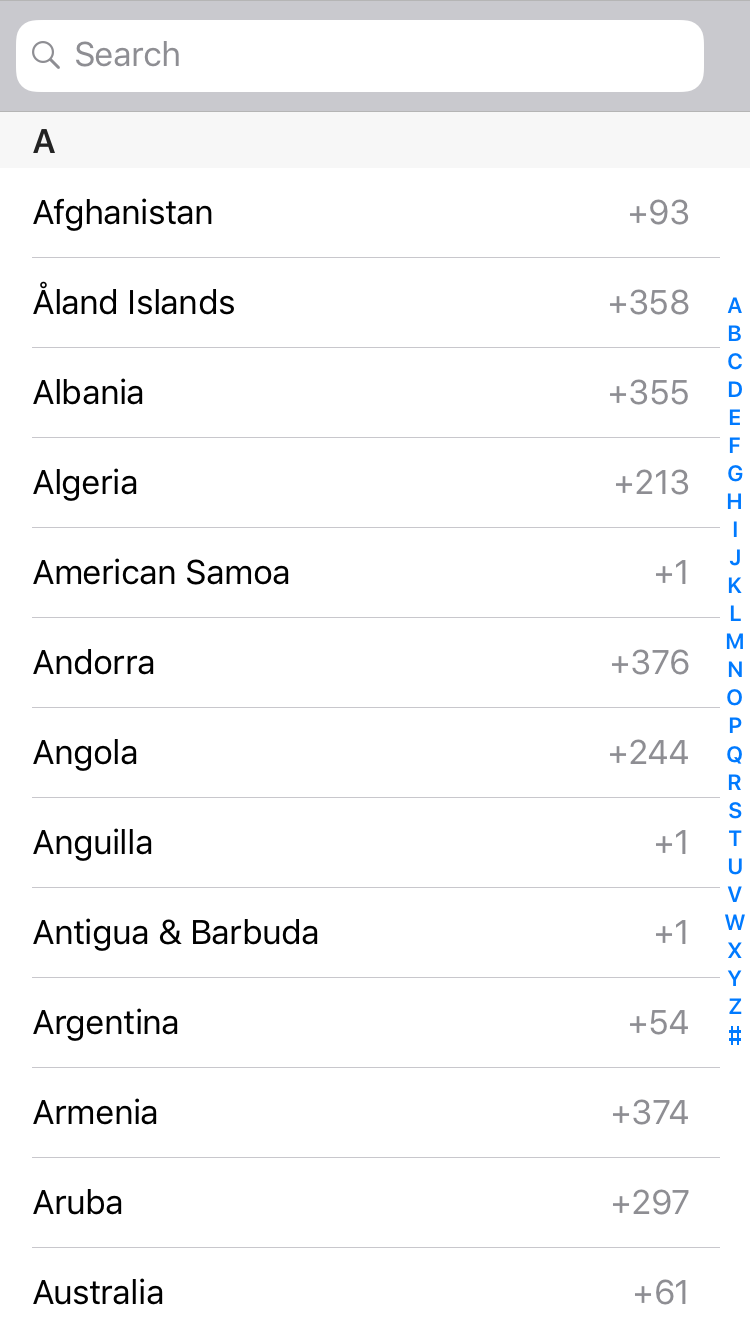 Search
A
Afghanistan +93
Åland Islands +358
Albania +355
Algeria +213
American Samoa +1
Andorra +376
Angola +244
Anguilla +1
Antigua & Barbuda +1
Argentina +54
Armenia +374
Aruba +297
Australia +61
A
B
C
D
E
F
G
H
I
J
K
L
M
N
O
P
Q
R
S
T
U
V
W
X
Y
Z
#